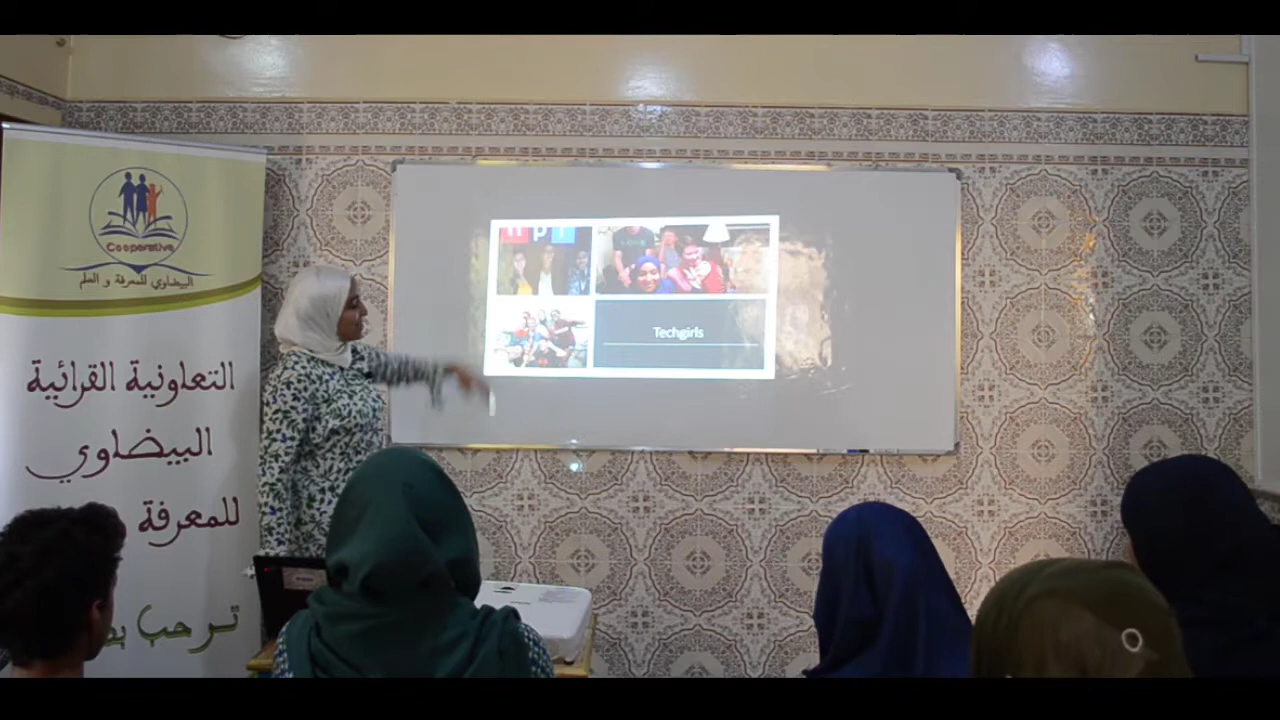 Cooperative
البيضاوي للمعرفة و العلم
التعاونية القرائية
البيضاوي
للمعرفة
ترحب
npr
Techgirls